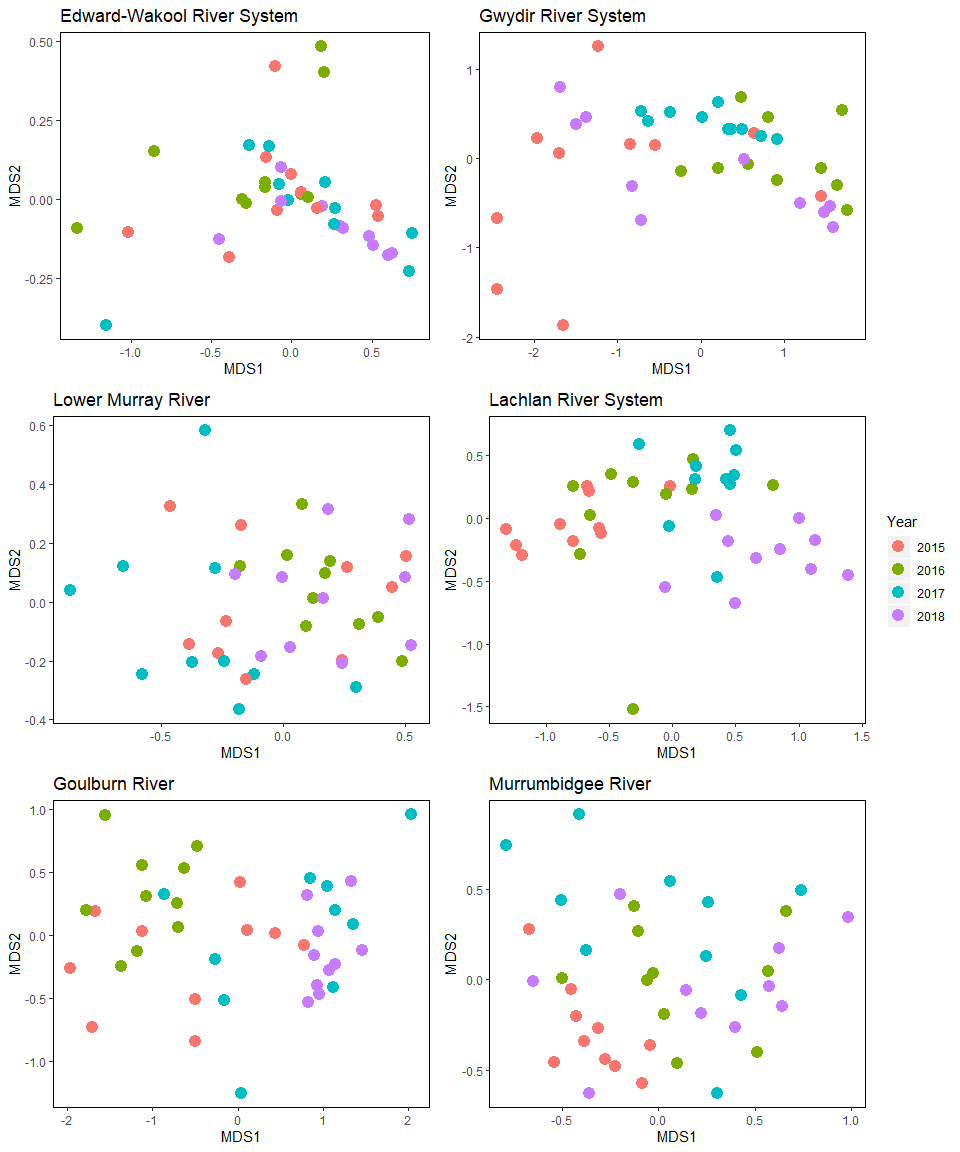 Edward-Wakool River System
0.50
0.25
0.00
-0.25
MDS2
-1.0 -0.5 0.0 0.5
MDS1
Gwydir River System
1
0
-1
-2
MDS2
-2 -1 0 1
MDS1
Lower Murray River
0.6
0.4
0.2
0.0
-0.2
-0.4
MDS2
-0.5 0.0 0.5
MDS1
Lachlan River System
0.5
0.0
-0.5
-1.0
-1.5
MDS2
-1.0 -0.5 0.0 0.5 1.0 1.5
MDS1
Year
2015
2016
2017
2018
Goulburn River
1.0
0.5
0.0
-0.5
-1.0
MDS2
-2 -1 0 1 2
MDS1
Murrumbidgee River
0.5
0.0
-0.5
MDS2
-0.5 0.0 0.5 1.0
MDS1